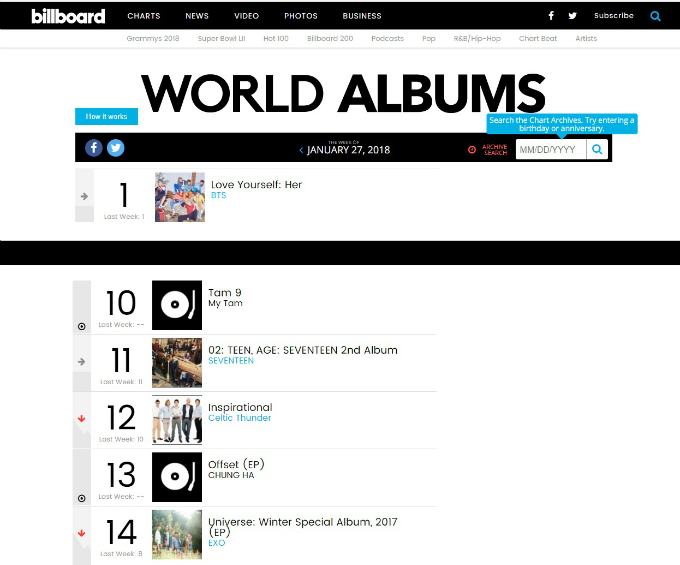 billboard CHARTS NEWS VIDEO PHOTOS BUSINESS Subscribe
Grammys 2018 Super Bowl LII Hot 100 Billboard 200 Podcasts Pop R&B/Hip-Hop Chart Beat Artists
WORLD ALBUMS
How it works
Search the Chart Archives. Try entering a
birthday or anniversary.
THE WEEK OF
JANUARY 27, 2018
ARCHIVE
SEARCH
MM/DD/YYYY
1
Last Week: 1
Love Yourself: Her
BTS
10
Last Week: --
Tam 9
My Tam
11
Last Week: 11
02: TEEN, AGE: SEVENTEEN 2nd Album
SEVENTEEN
12
Last Week: 10
Inspirational
Celtic Thunder
13
Last Week: --
Offset (EP)
CHUNG HA
14
Last Week: 8
Universe: Winter Special Album, 2017
(EP)
EXO